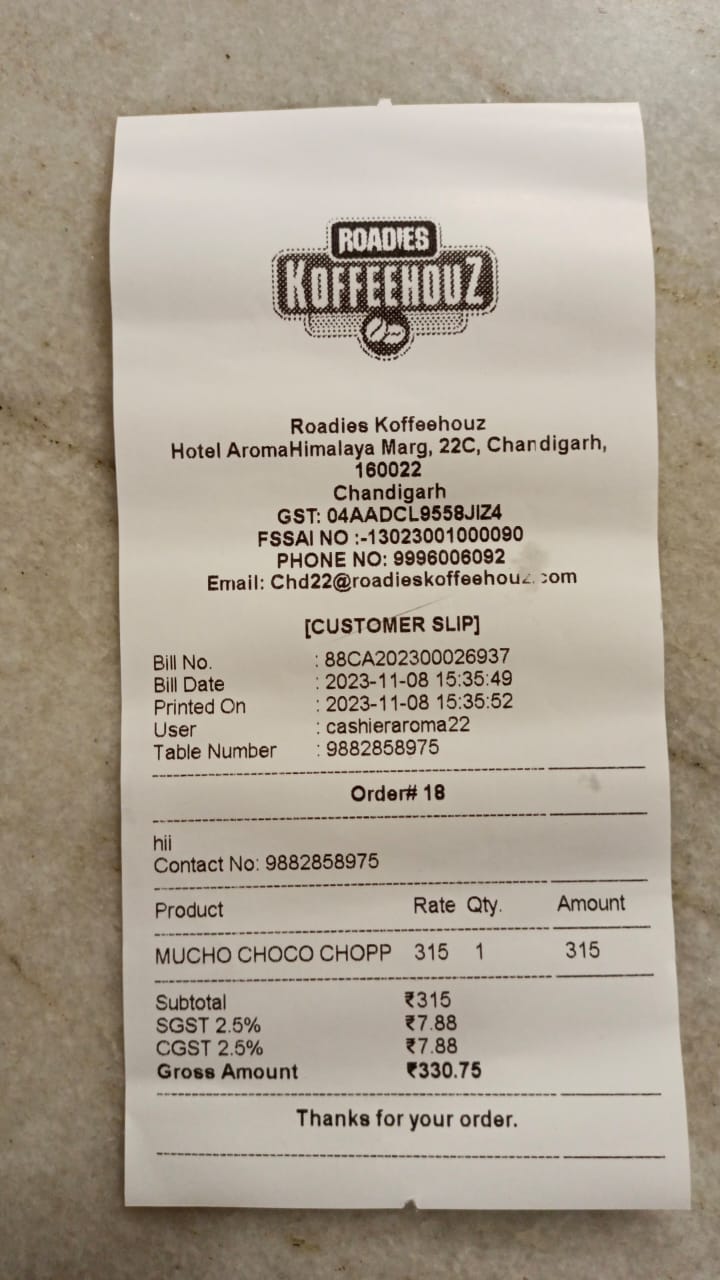 ROADIES
KOFFEEHOUZ
Roadies Koffeehouz
Hotel AromaHimalaya Marg, 22C, Chandigarh,
160022
Chandigarh
GST: 04AADCL9558JIZ4
FSSAI NO :-13023001000090
PHONE NO: 9996006092
Email: Chd22@roadieskoffeehouz.com
[CUSTOMER SLIP]
Bill No. : 88CA202300026937
Bill Date : 2023-11-08 15:35:49
Printed On : 2023-11-08 15:35:52
User : cashieraroma22
Table Number : 9882858975
Order# 18
hii
Contact No: 9882858975
Product Rate Qty. Amount
MUCHO CHOCO CHOPP 315 1 315
Subtotal ₹315
SGST 2.5% ₹7.88
CGST 2.5% ₹7.88
Gross Amount ₹330.75
Thanks for your order.